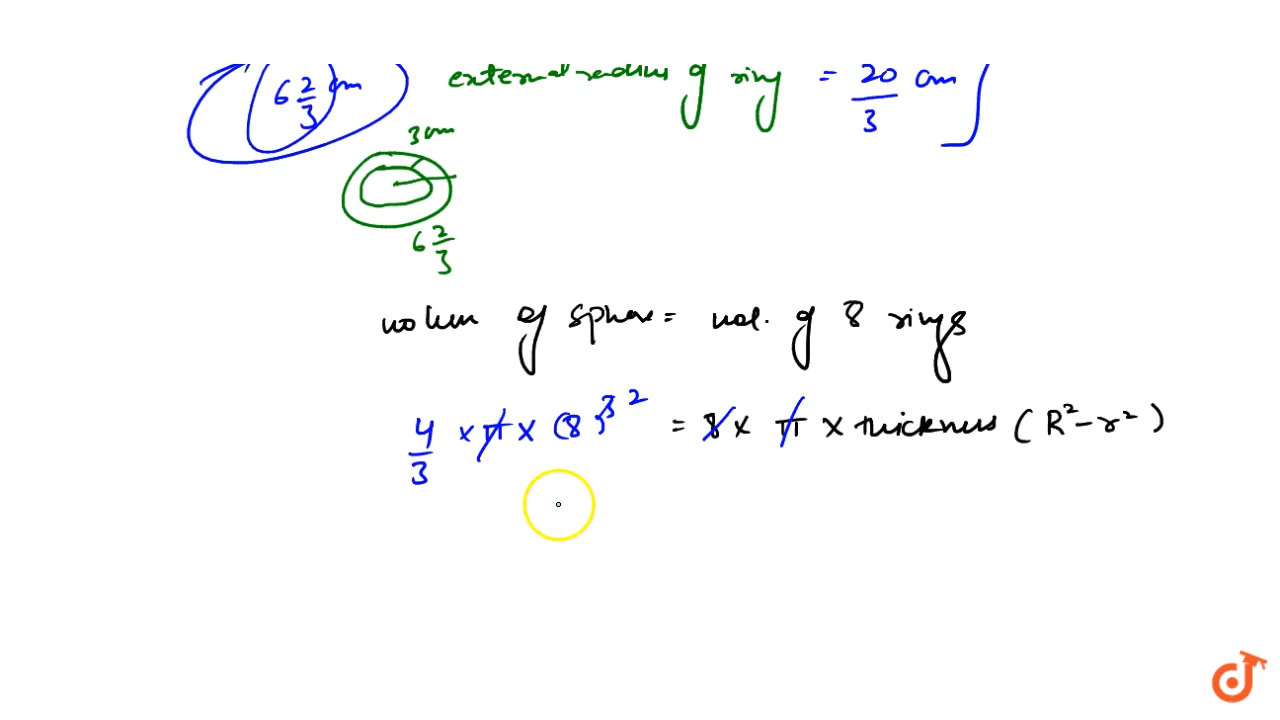 6 2/3 cm external radius of ring = 20/3 cm
3 cm
6 2/3
volum of sphere = vol. of 8 rings
4/3 × π × (8)^3 2 = 8 × π × thickness (R² - r²)